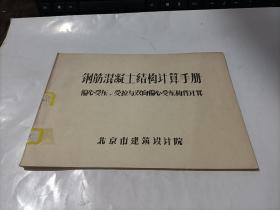 钢筋混凝土结构计算手册
偏心受压、受拉与双向偏心受压构件计算
北京市建筑设计院